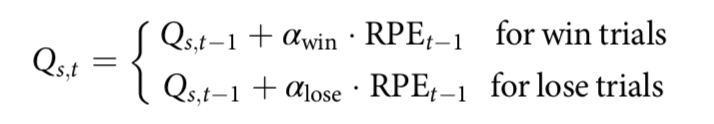 Q_{s,t} = { Q_{s,t−1} + α_win · RPE_{t−1} for win trials
Q_{s,t−1} + α_lose · RPE_{t−1} for lose trials